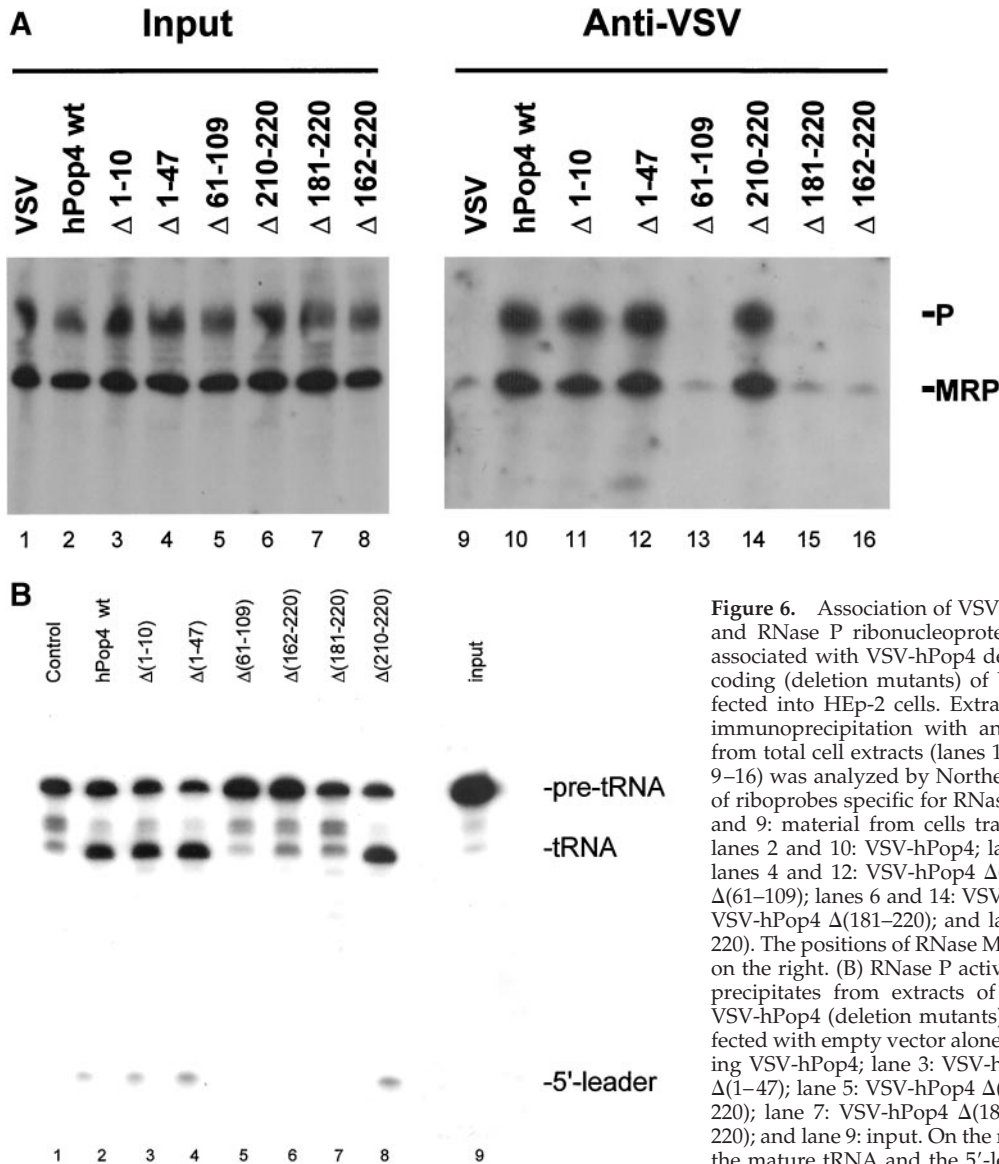 A
Input
Anti-VSV
VSV
hPop4 wt
Δ 1-10
Δ 1-47
Δ 61-109
Δ 210-220
Δ 181-220
Δ 162-220
VSV
hPop4 wt
Δ 1-10
Δ 1-47
Δ 61-109
Δ 210-220
Δ 181-220
Δ 162-220
-P
-MRP
1 2 3 4 5 6 7 8 9 10 11 12 13 14 15 16
B
Control
hPop4 wt
Δ(1-10)
Δ(1-47)
Δ(61-109)
Δ(162-220)
Δ(181-220)
Δ(210-220)
input
-pre-tRNA
-tRNA
-5'-leader
1 2 3 4 5 6 7 8 9
Figure 6. Association of VSV
and RNase P ribonucleoprote
associated with VSV-hPop4 de
coding (deletion mutants) of
fected into HEp-2 cells. Extra
immunoprecipitation with an
from total cell extracts (lanes 1
9–16) was analyzed by Northe
of riboprobes specific for RNas
and 9: material from cells tra
lanes 2 and 10: VSV-hPop4; la
lanes 4 and 12: VSV-hPop4 Δ(
Δ(61–109); lanes 6 and 14: VSV
VSV-hPop4 Δ(181–220); and la
220). The positions of RNase M
on the right. (B) RNase P activ
precipitates from extracts of
VSV-hPop4 (deletion mutants)
fected with empty vector alone
ing VSV-hPop4; lane 3: VSV-h
Δ(1–47); lane 5: VSV-hPop4 Δ(
220); lane 7: VSV-hPop4 Δ(18
220); and lane 9: input. On the r
the mature tRNA and the 5′-le